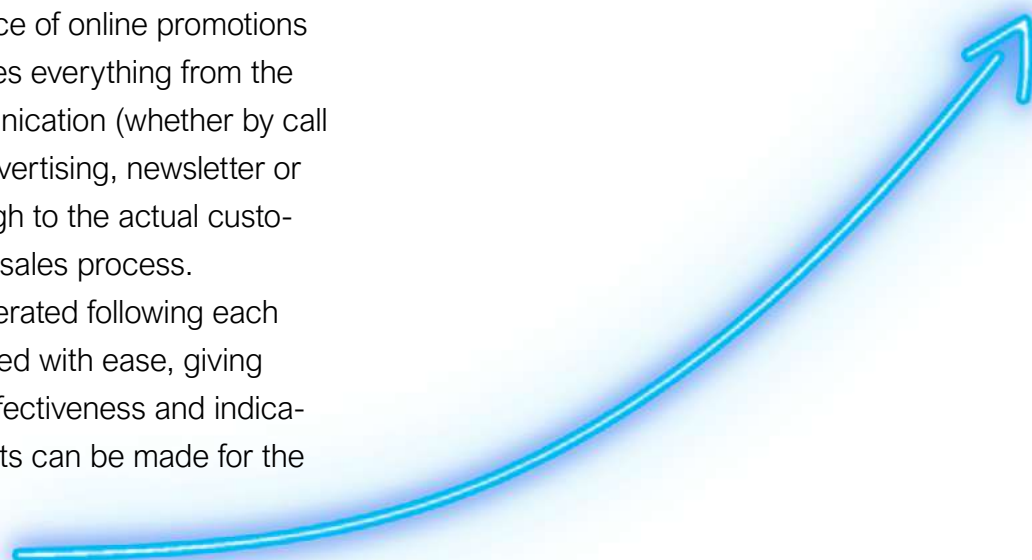 ce of online promotions
es everything from the
nication (whether by call
vertising, newsletter or
gh to the actual custo-
sales process.
erated following each
ed with ease, giving
fectiveness and indica-
ts can be made for the